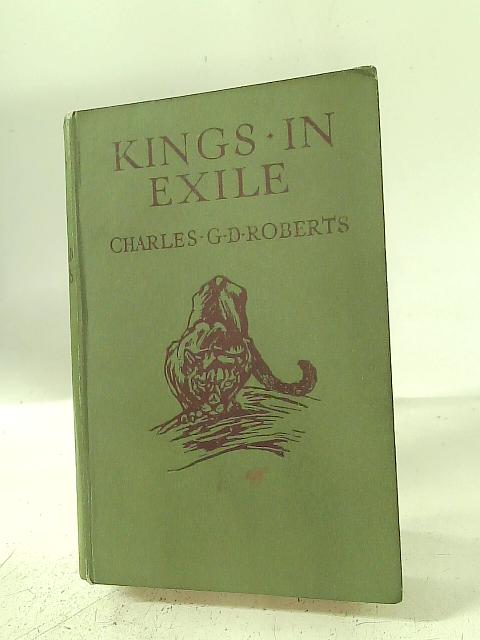 KINGS · IN
EXILE
CHARLES · G · D · ROBERTS